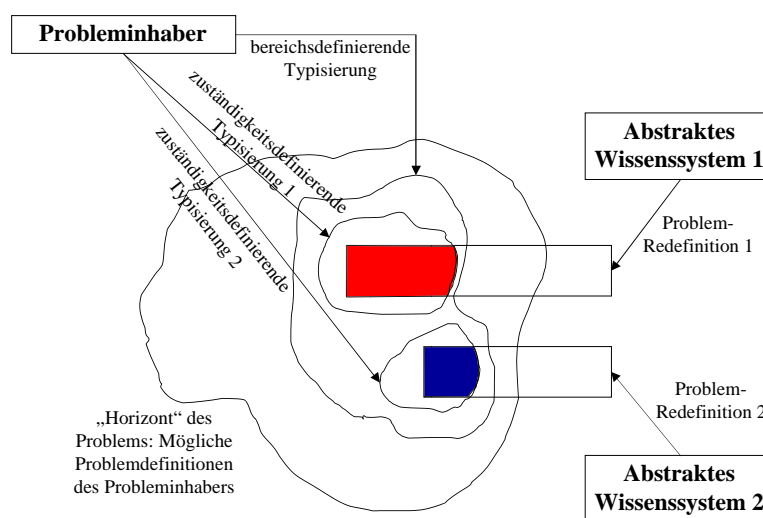 Probleminhaber
bereichsdefinierende
Typisierung
zuständigkeitsdefinierende
Typisierung 1
zuständigkeitsdefinierende
Typisierung 2
Abstraktes
Wissenssystem 1
Problem-
Redefinition 1
Problem-
Redefinition 2
„Horizont“ des
Problems: Mögliche
Problemdefinitionen
des Probleminhabers
Abstraktes
Wissenssystem 2